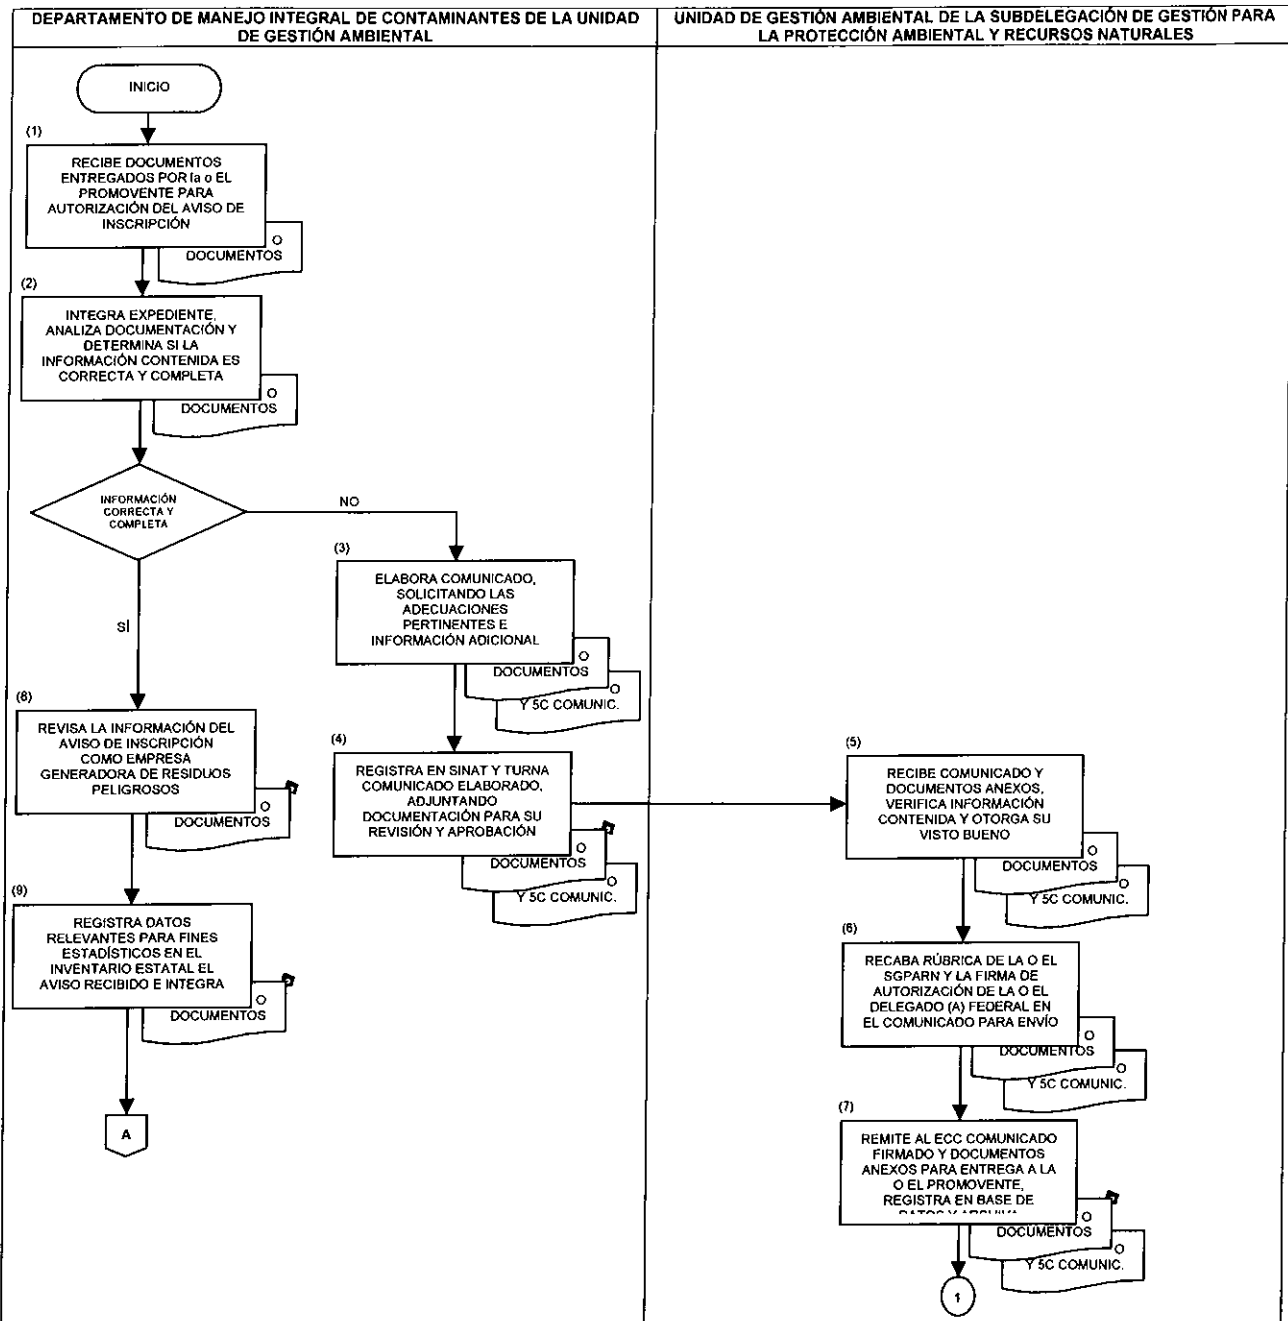 DEPARTAMENTO DE MANEJO INTEGRAL DE CONTAMINANTES DE LA UNIDAD
DE GESTIÓN AMBIENTAL
UNIDAD DE GESTIÓN AMBIENTAL DE LA SUBDELEGACIÓN DE GESTIÓN PARA
LA PROTECCIÓN AMBIENTAL Y RECURSOS NATURALES
INICIO
(1)
RECIBE DOCUMENTOS
ENTREGADOS POR la o EL
PROMOVENTE PARA
AUTORIZACIÓN DEL AVISO DE
INSCRIPCIÓN
O
DOCUMENTOS
(2)
INTEGRA EXPEDIENTE,
ANALIZA DOCUMENTACIÓN Y
DETERMINA SI LA
INFORMACIÓN CONTENIDA ES
CORRECTA Y COMPLETA
O
DOCUMENTOS
INFORMACIÓN
CORRECTA Y
COMPLETA
NO
SÍ
(3)
ELABORA COMUNICADO,
SOLICITANDO LAS
ADECUACIONES
PERTINENTES E
INFORMACIÓN ADICIONAL
O
DOCUMENTOS
O
Y 5C COMUNIC.
(4)
REGISTRA EN SINAT Y TURNA
COMUNICADO ELABORADO,
ADJUNTANDO
DOCUMENTACIÓN PARA SU
REVISIÓN Y APROBACIÓN
O
DOCUMENTOS
O
Y 5C COMUNIC.
(8)
REVISA LA INFORMACIÓN DEL
AVISO DE INSCRIPCIÓN
COMO EMPRESA
GENERADORA DE RESIDUOS
PELIGROSOS
O
DOCUMENTOS
(9)
REGISTRA DATOS
RELEVANTES PARA FINES
ESTADÍSTICOS EN EL
INVENTARIO ESTATAL EL
AVISO RECIBIDO E INTEGRA
O
DOCUMENTOS
A
(5)
RECIBE COMUNICADO Y
DOCUMENTOS ANEXOS,
VERIFICA INFORMACIÓN
CONTENIDA Y OTORGA SU
VISTO BUENO
O
DOCUMENTOS
O
Y 5C COMUNIC.
(6)
RECABA RÚBRICA DE LA O EL
SGPARN Y LA FIRMA DE
AUTORIZACIÓN DE LA O EL
DELEGADO (A) FEDERAL EN
EL COMUNICADO PARA ENVÍO
O
DOCUMENTOS
O
Y 5C COMUNIC.
(7)
REMITE AL ECC COMUNICADO
FIRMADO Y DOCUMENTOS
ANEXOS PARA ENTREGA A LA
O EL PROMOVENTE,
REGISTRA EN BASE DE
DATOS Y ARCHIVA
O
DOCUMENTOS
O
Y 5C COMUNIC.
1